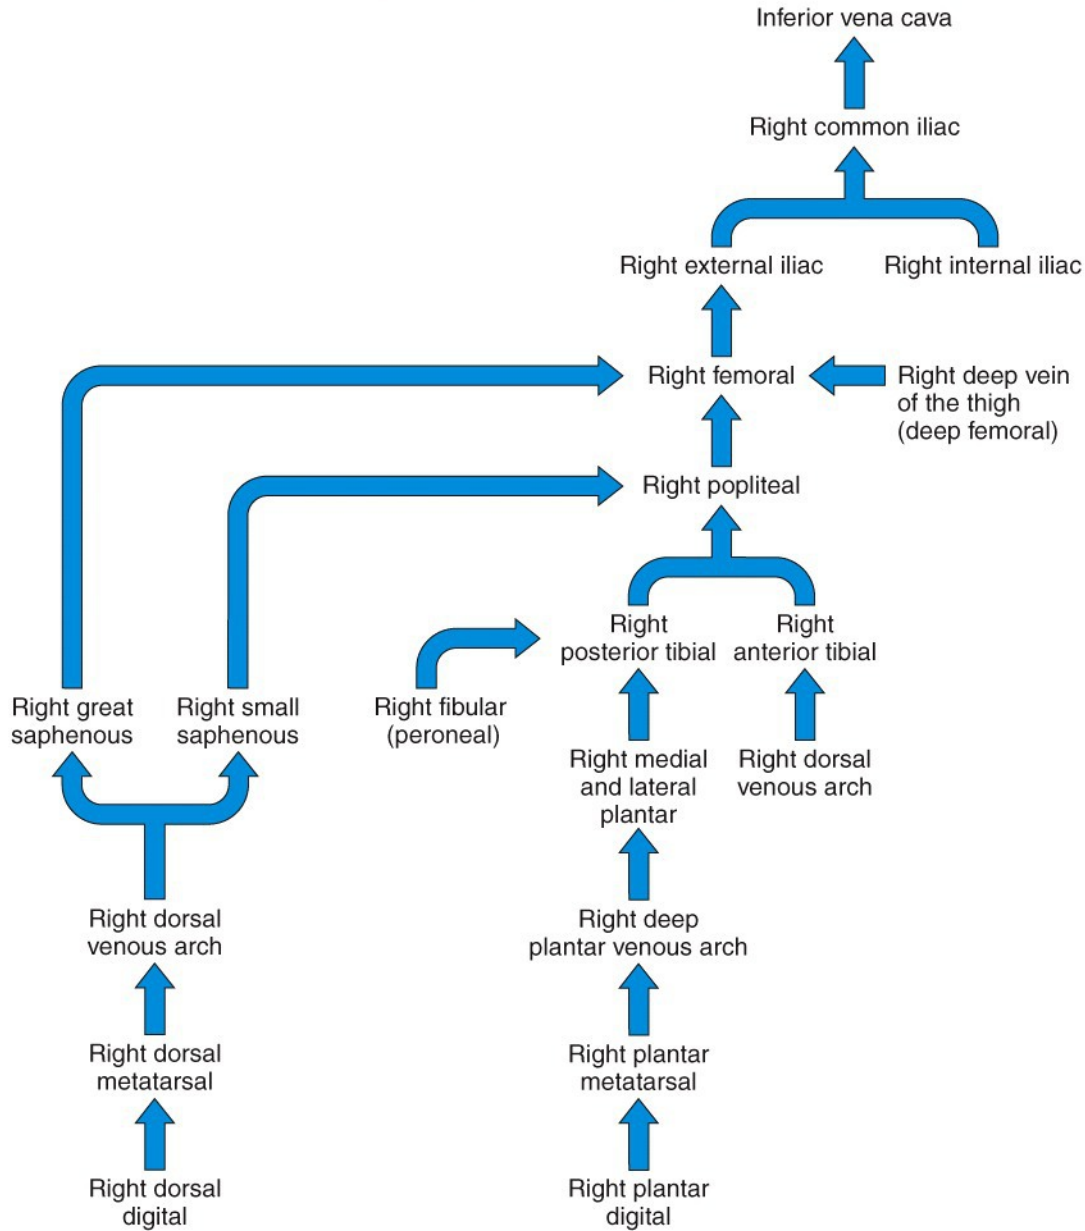 Inferior vena cava
Right common iliac
Right external iliac
Right internal iliac
Right femoral
Right deep vein
of the thigh
(deep femoral)
Right popliteal
Right
posterior tibial
Right
anterior tibial
Right great
saphenous
Right small
saphenous
Right fibular
(peroneal)
Right medial
and lateral
plantar
Right dorsal
venous arch
Right dorsal
venous arch
Right deep
plantar venous arch
Right dorsal
metatarsal
Right plantar
metatarsal
Right dorsal
digital
Right plantar
digital